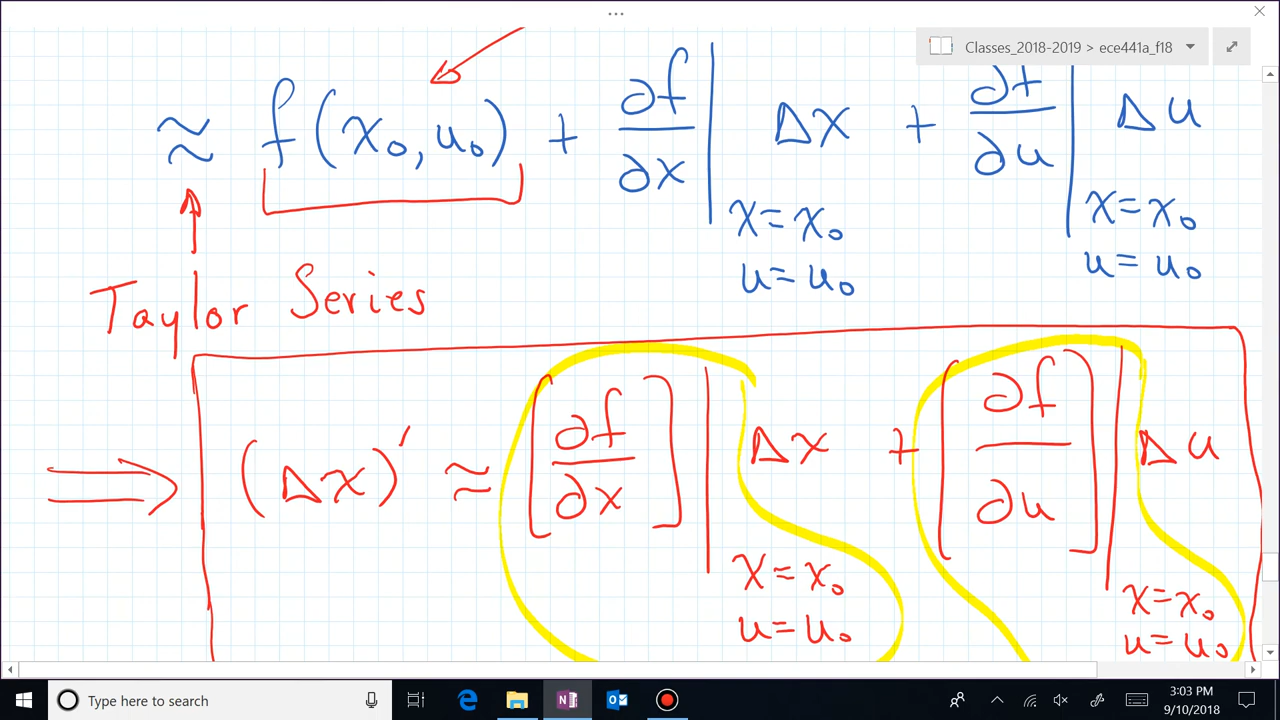 ...
Classes_2018-2019 > ece441a_f18
≈ f(x₀, u₀) + ∂f/∂x | Δx + ∂f/∂u | Δu
x = x₀ x = x₀
u = u₀ u = u₀
Taylor Series
⇒ (Δx)′ ≈ [∂f/∂x] | Δx + [∂f/∂u] | Δu
x = x₀ x = x₀
u = u₀ u = u₀
Type here to search
3:03 PM
9/10/2018